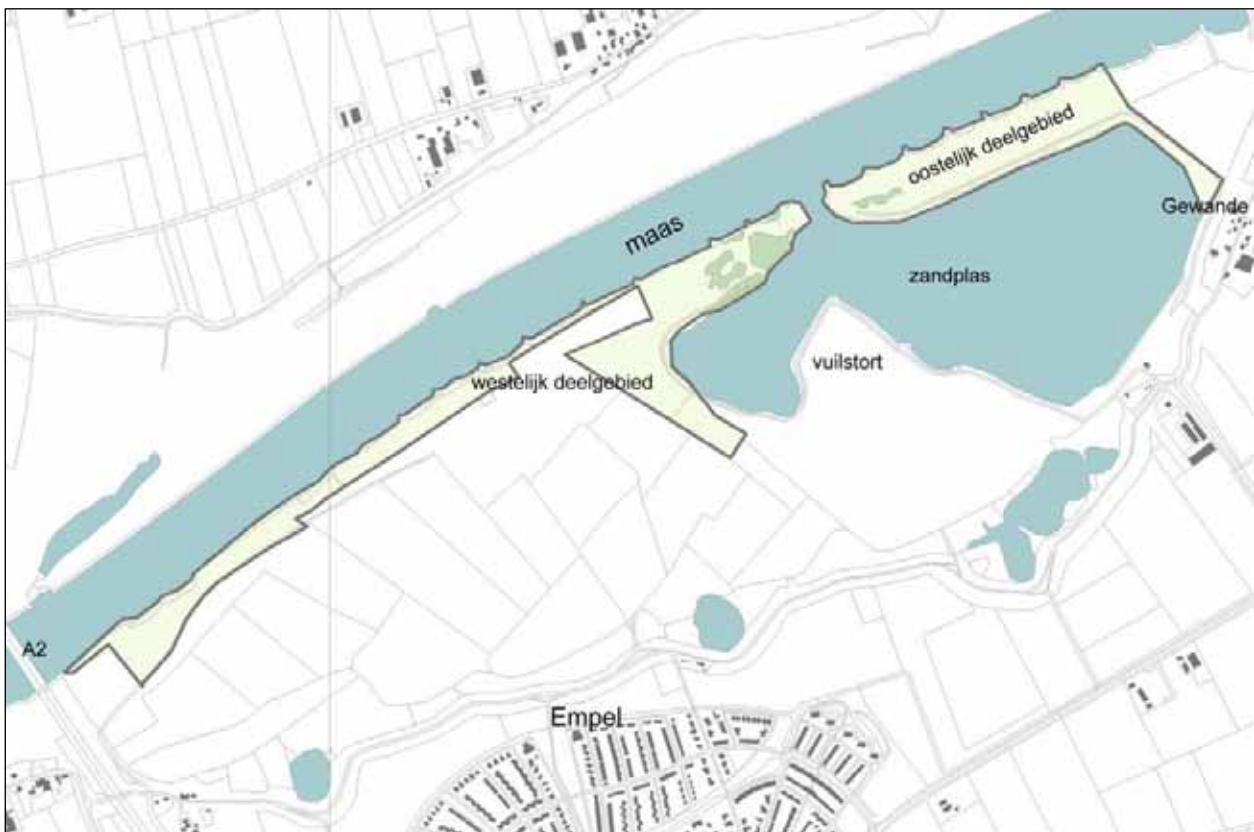 oostelijk deelgebied
Gewande
maas
zandplas
vuilstort
westelijk deelgebied
A2
Empel